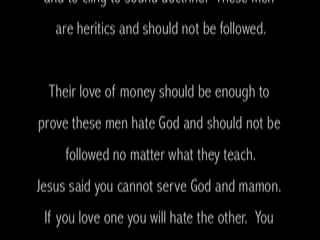 and to cling to sound doctrine. These men
are heritics and should not be followed.
Their love of money should be enough to
prove these men hate God and should not be
followed no matter what they teach.
Jesus said you cannot serve God and mamon.
If you love one you will hate the other. You